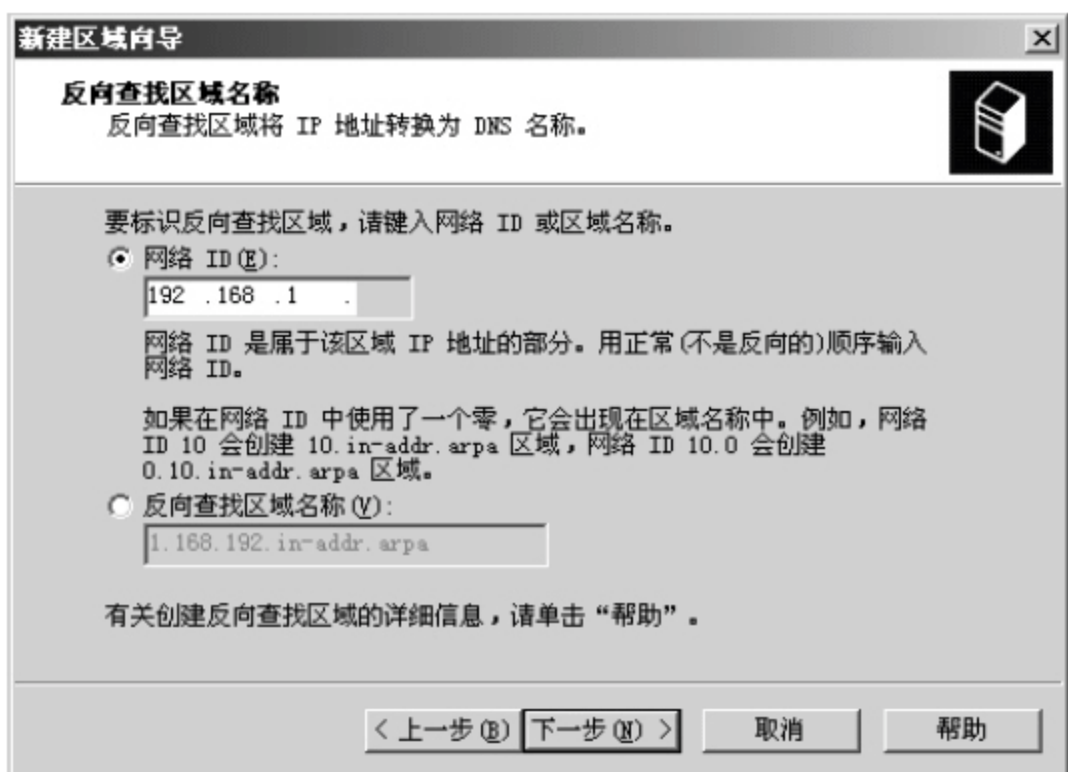 新建区域向导
反向查找区域名称
反向查找区域将 IP 地址转换为 DNS 名称。
要标识反向查找区域，请键入网络 ID 或区域名称。
网络 ID(E):
192 .168 .1 .
网络 ID 是属于该区域 IP 地址的部分。用正常(不是反向的)顺序输入
网络 ID。
如果在网络 ID 中使用了一个零，它会出现在区域名称中。例如，网络
ID 10 会创建 10.in-addr.arpa 区域，网络 ID 10.0 会创建
0.10.in-addr.arpa 区域。
反向查找区域名称(V):
1.168.192.in-addr.arpa
有关创建反向查找区域的详细信息，请单击“帮助”。
< 上一步(B) 下一步(N) > 取消 帮助